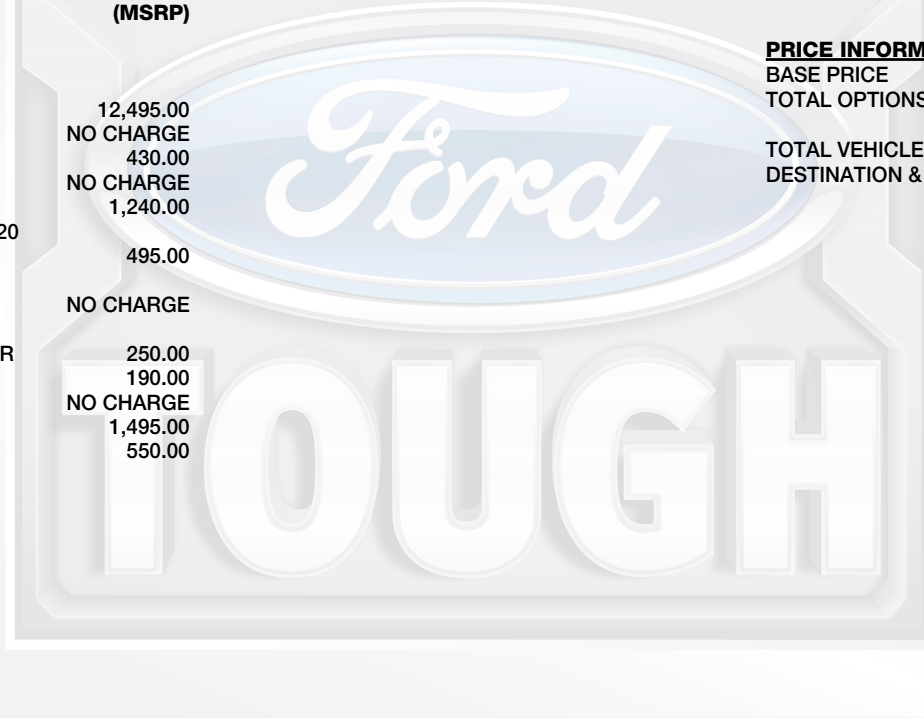 (MSRP)
12,495.00
NO CHARGE
430.00
NO CHARGE
1,240.00
20
495.00
NO CHARGE
R
250.00
190.00
NO CHARGE
1,495.00
550.00
PRICE INFORM
BASE PRICE
TOTAL OPTIONS
TOTAL VEHICLE
DESTINATION &
Ford
TOUGH